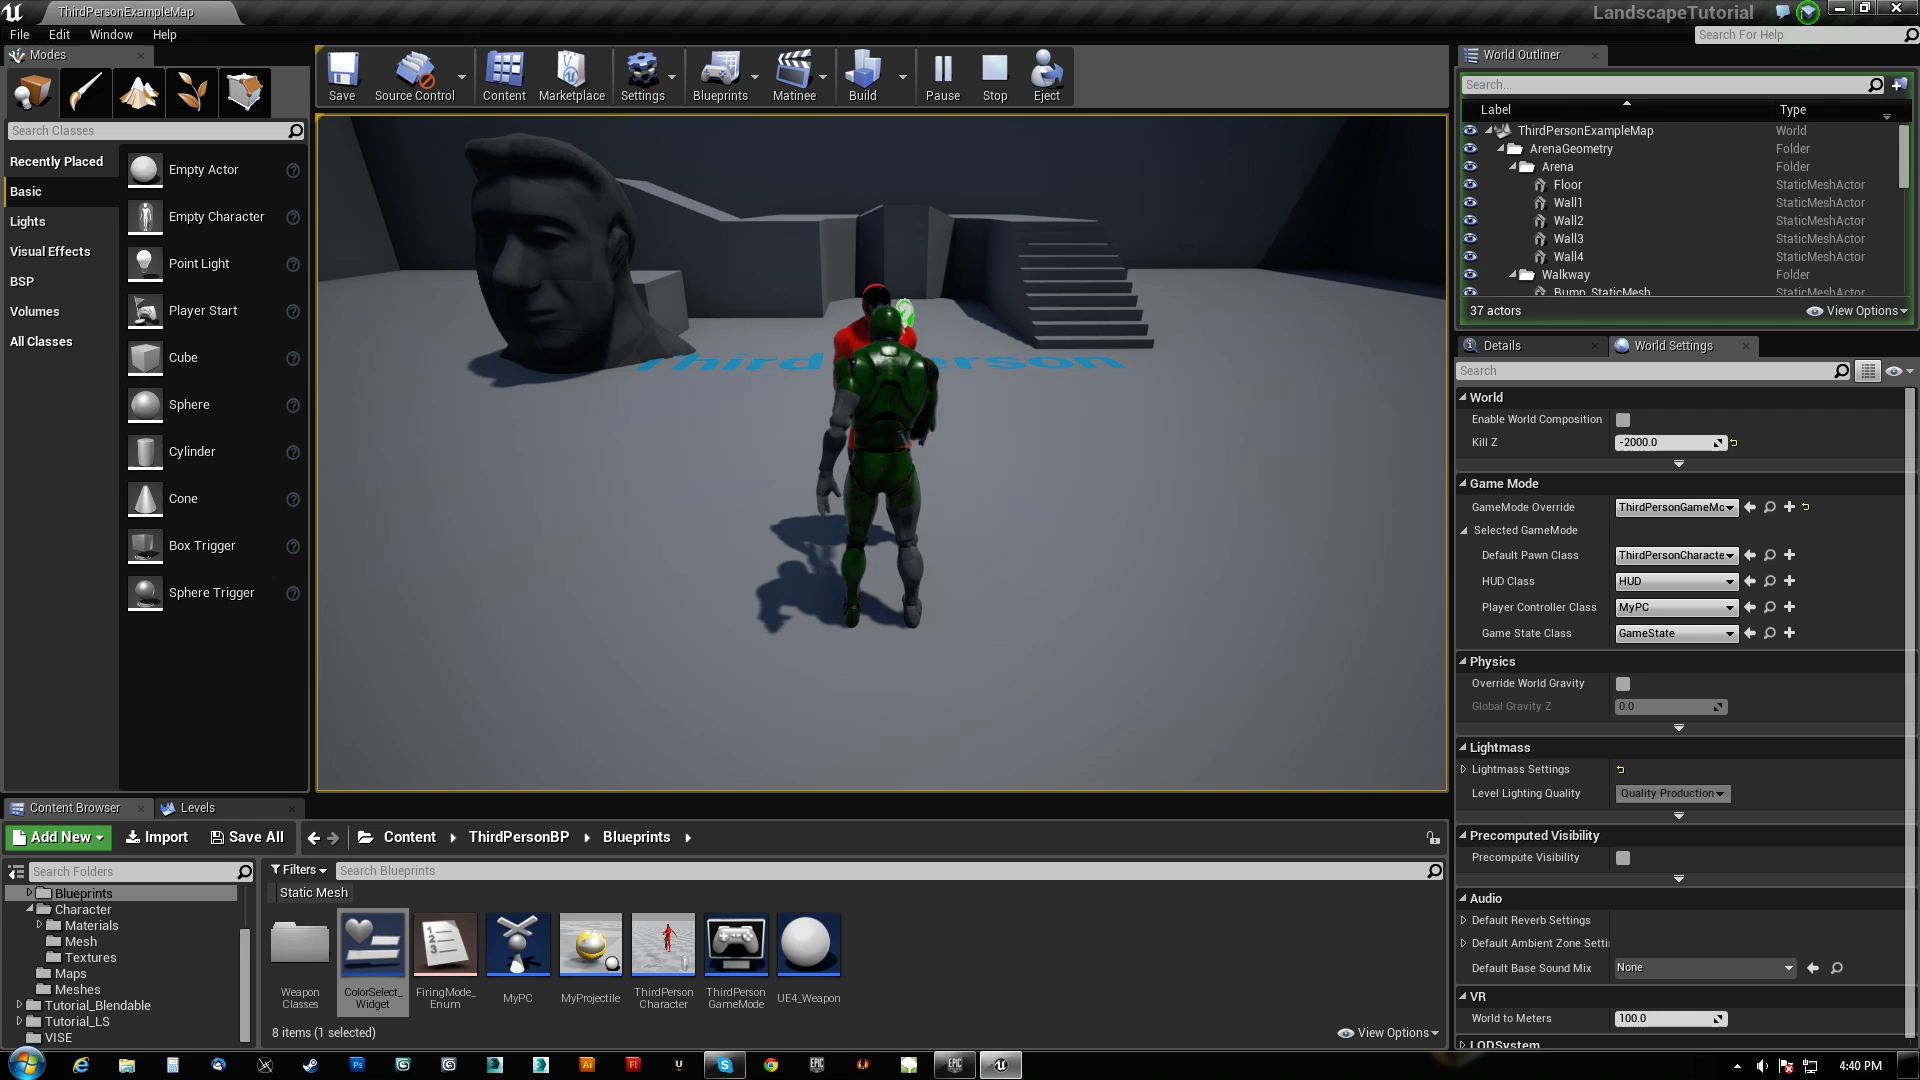 ThirdPersonExampleMap
LandscapeTutorial
File Edit Window Help
Search For Help
Modes
Search Classes
Recently Placed
Basic
Lights
Visual Effects
BSP
Volumes
All Classes
Empty Actor
Empty Character
Point Light
Player Start
Cube
Sphere
Cylinder
Cone
Box Trigger
Sphere Trigger
Save
Source Control
Content
Marketplace
Settings
Blueprints
Matinee
Build
Pause
Stop
Eject
World Outliner
Search...
Label Type
ThirdPersonExampleMap World
ArenaGeometry Folder
Arena Folder
Floor StaticMeshActor
Wall1 StaticMeshActor
Wall2 StaticMeshActor
Wall3 StaticMeshActor
Wall4 StaticMeshActor
Walkway Folder
Bump_StaticMesh StaticMeshActor
37 actors
View Options
Details
World Settings
Search
World
Enable World Composition
Kill Z -2000.0
Game Mode
GameMode Override ThirdPersonGameMo
Selected GameMode
Default Pawn Class ThirdPersonCharacte
HUD Class HUD
Player Controller Class MyPC
Game State Class GameState
Physics
Override World Gravity
Global Gravity Z 0.0
Lightmass
Lightmass Settings
Level Lighting Quality Quality Production
Precomputed Visibility
Precompute Visibility
Audio
Default Reverb Settings
Default Ambient Zone Setti
Default Base Sound Mix None
VR
World to Meters 100.0
LODSystem
Content Browser
Levels
Add New
Import
Save All
Content
ThirdPersonBP
Blueprints
Search Folders
Blueprints
Character
Materials
Mesh
Textures
Maps
Meshes
Tutorial_Blendable
Tutorial_LS
VISE
Filters
Search Blueprints
Static Mesh
Weapon
Classes
ColorSelect_
Widget
FiringMode_
Enum
MyPC
MyProjectile
ThirdPerson
Character
ThirdPerson
GameMode
UE4_Weapon
8 items (1 selected)
View Options
4:40 PM